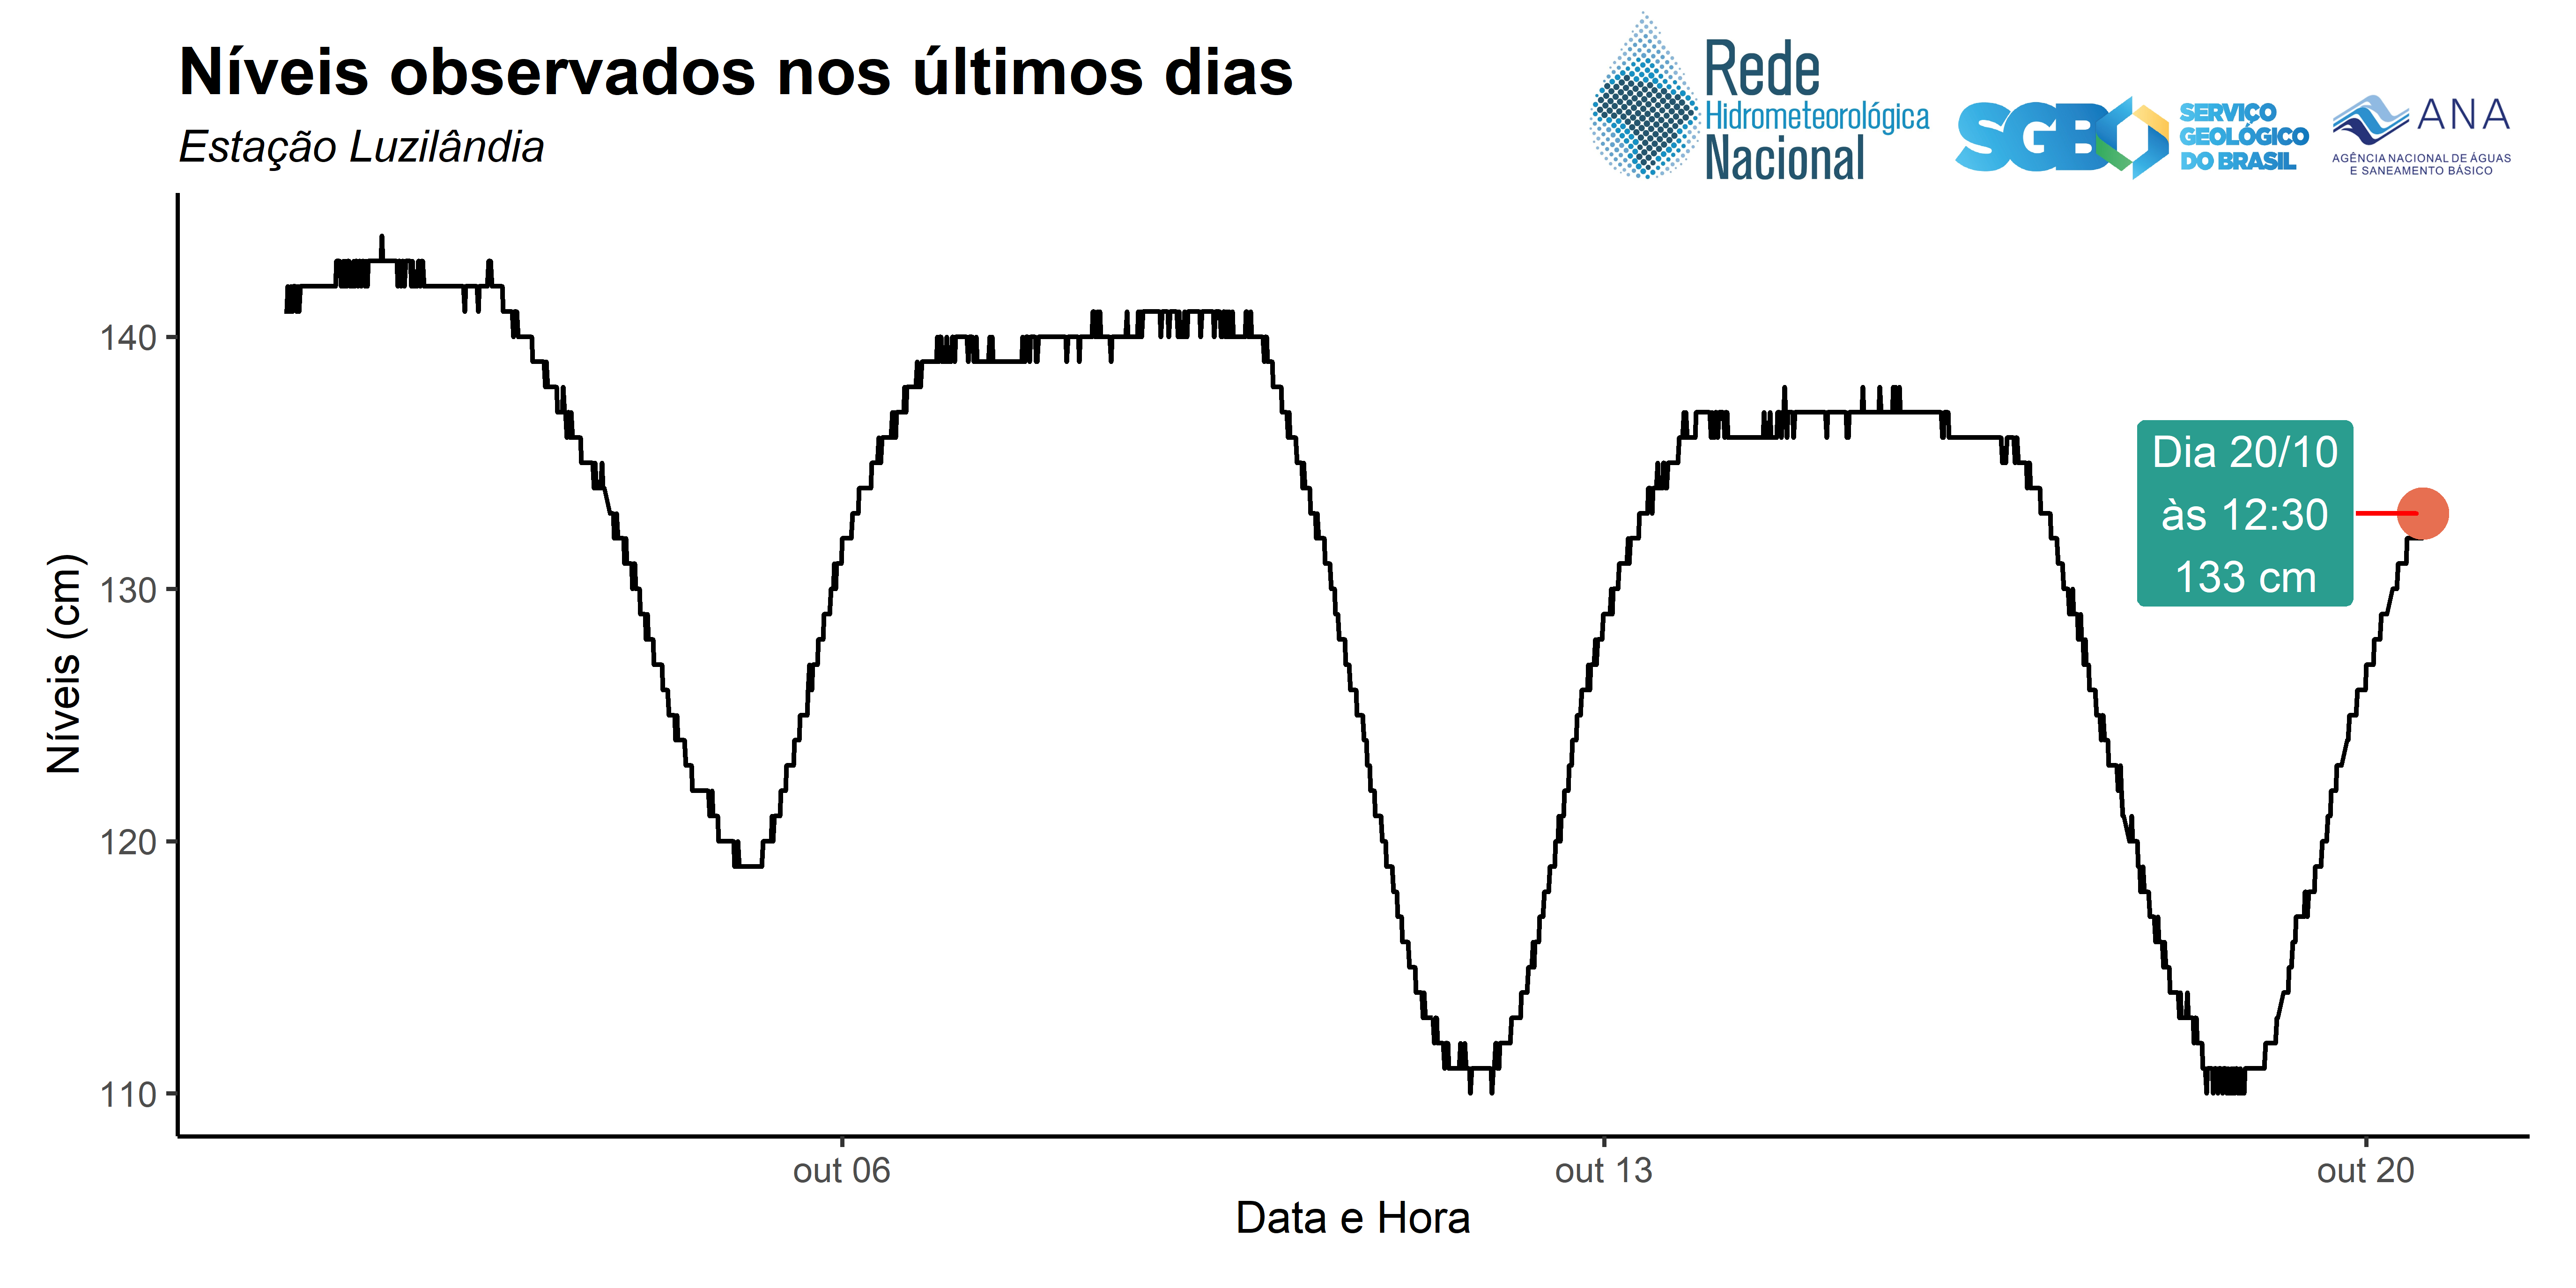 Níveis observados nos últimos dias
Estação Luzilândia
Rede
Hidrometeorológica
Nacional
SGB
SERVIÇO
GEOLÓGICO
DO BRASIL
ANA
AGÊNCIA NACIONAL DE ÁGUAS
E SANEAMENTO BÁSICO
140
130
120
110
Níveis (cm)
Dia 20/10
às 12:30
133 cm
out 06
out 13
out 20
Data e Hora